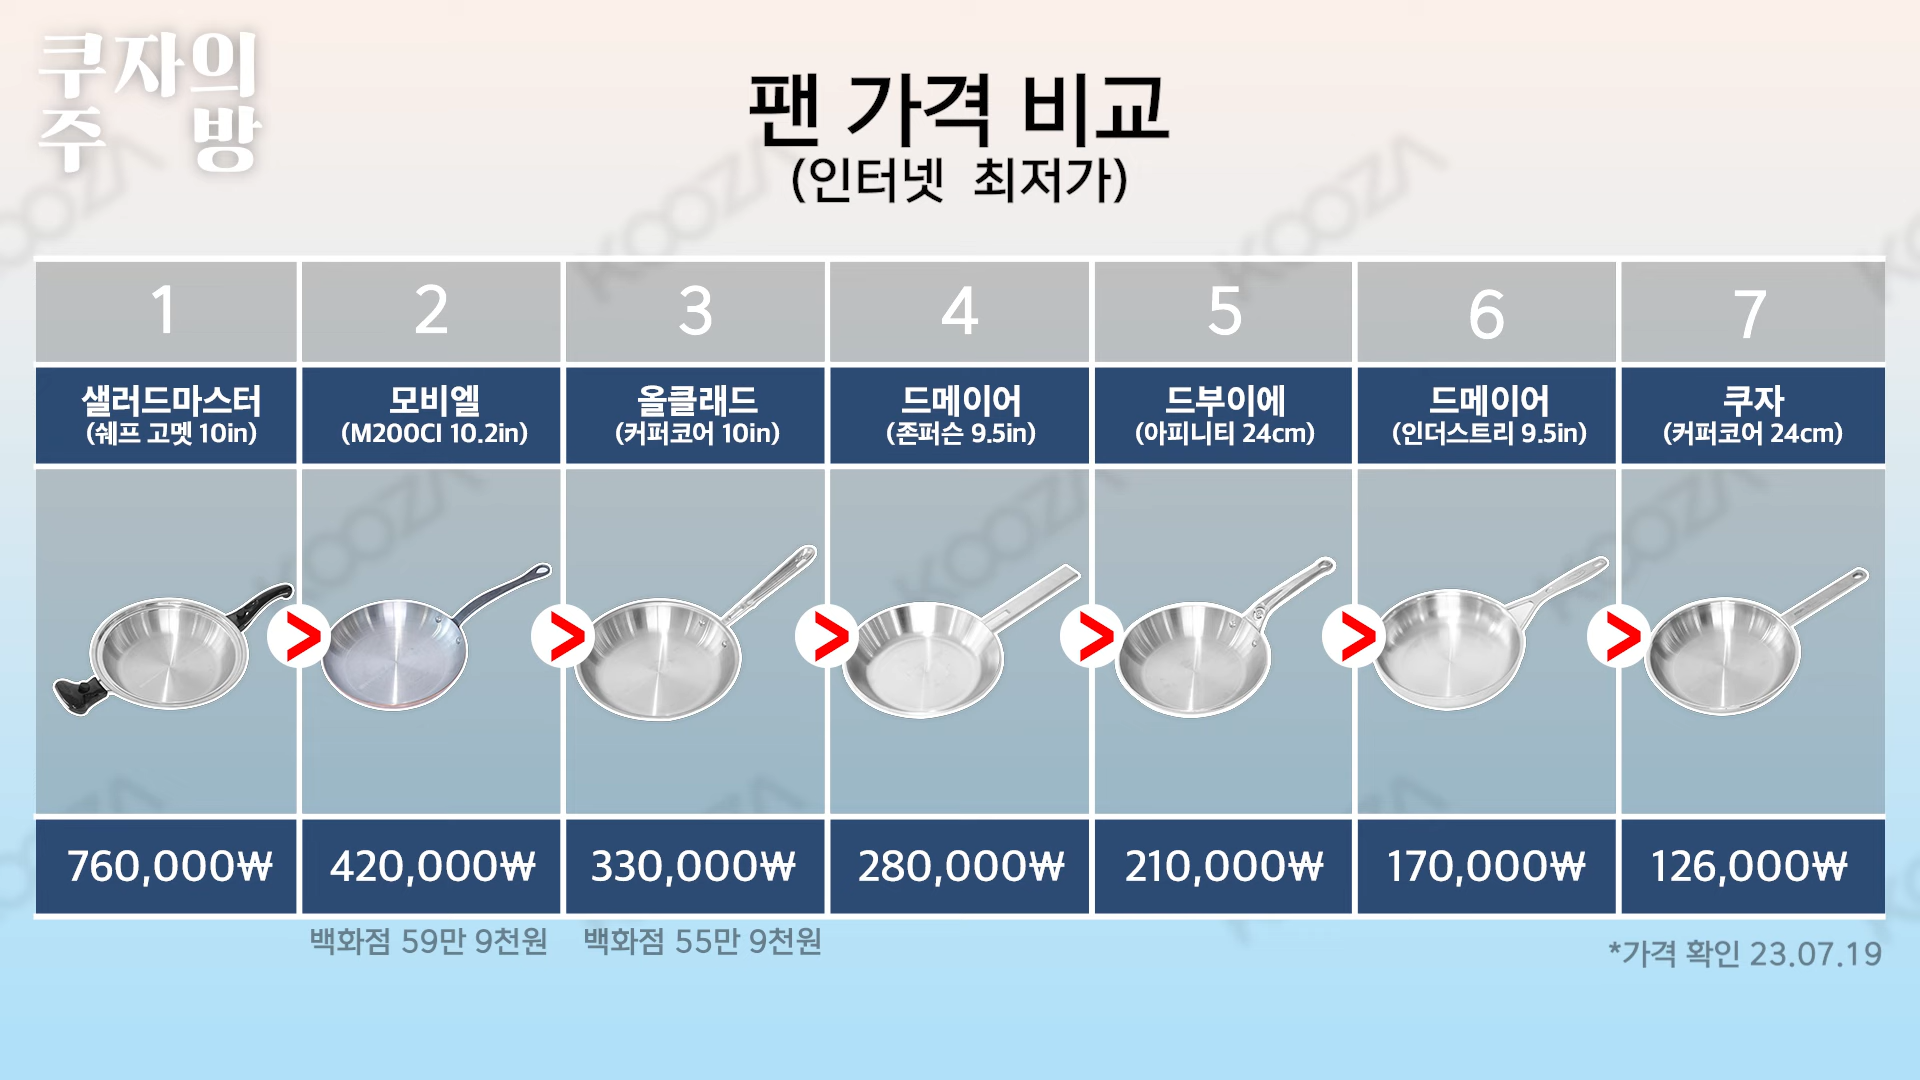 쿠자의
주방
팬 가격 비교
(인터넷 최저가)
1 2 3 4 5 6 7
샐러드마스터 모비엘 올클래드 드메이어 드부이에 드메이어 쿠자
(쉐프 고멧 10in) (M200CI 10.2in) (커퍼코어 10in) (존퍼슨 9.5in) (아피니티 24cm) (인더스트리 9.5in) (커퍼코어 24cm)
> > > > > >
760,000₩ 420,000₩ 330,000₩ 280,000₩ 210,000₩ 170,000₩ 126,000₩
백화점 59만 9천원 백화점 55만 9천원
*가격 확인 23.07.19
KOOZA